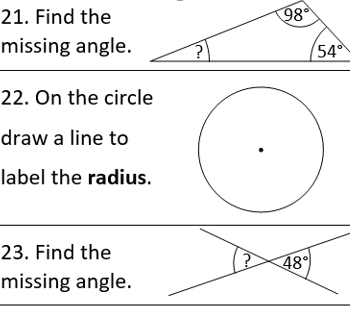 21. Find the
missing angle.
98°
?
54°
22. On the circle
draw a line to
label the radius.
23. Find the
missing angle.
?
48°